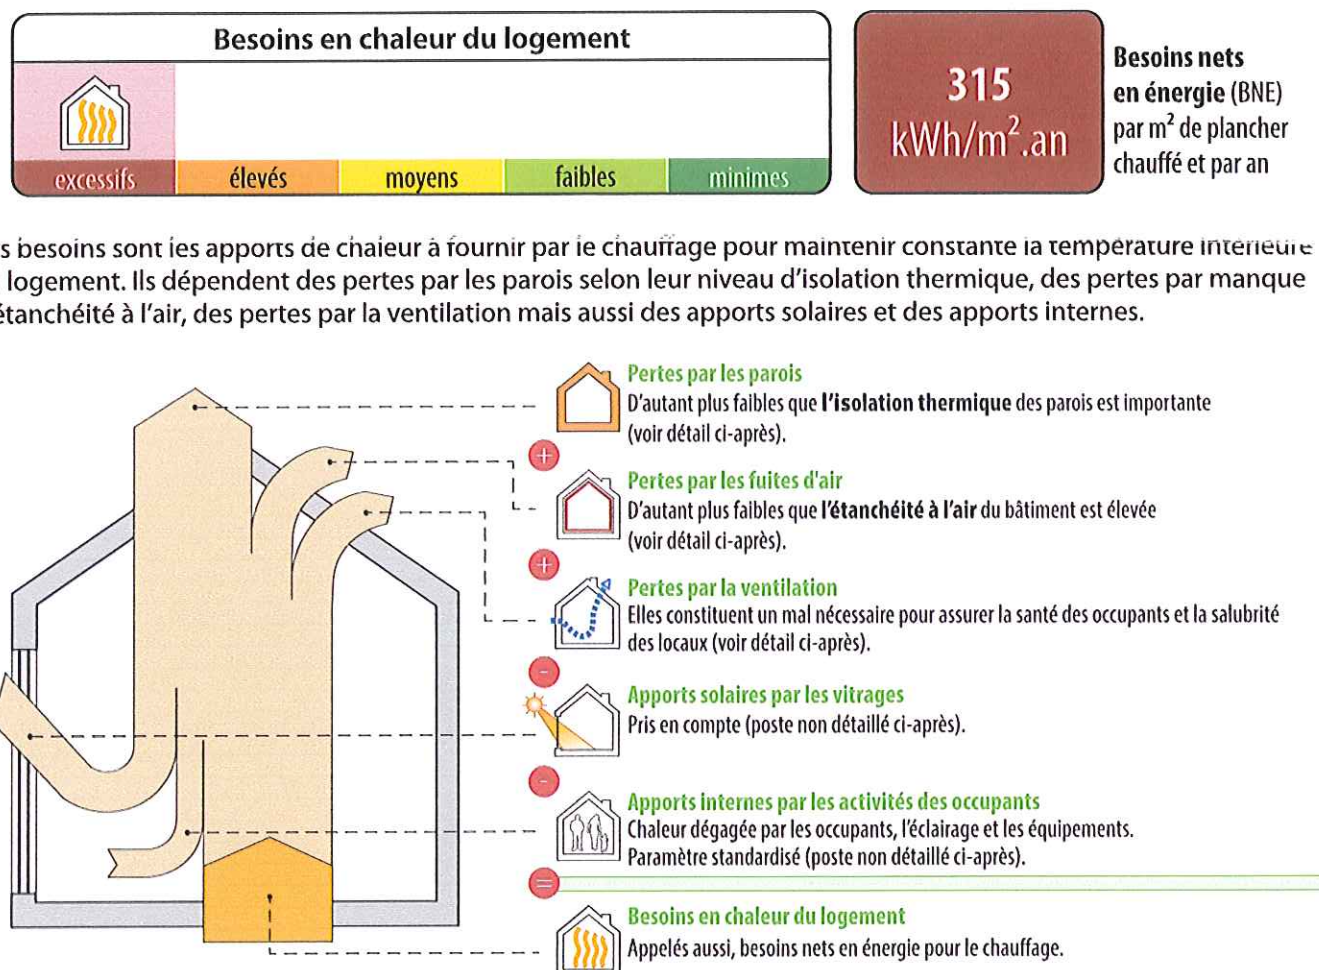 Besoins en chaleur du logement
excessifs
élevés
moyens
faibles
minimes
315
kWh/m².an
Besoins nets
en énergie (BNE)
par m² de plancher
chauffé et par an
s besoins sont les apports de chaleur à fournir par le chauffage pour maintenir constante la température intérieure
logement. Ils dépendent des pertes par les parois selon leur niveau d'isolation thermique, des pertes par manque
étanchéité à l'air, des pertes par la ventilation mais aussi des apports solaires et des apports internes.
Pertes par les parois
D'autant plus faibles que l'isolation thermique des parois est importante
(voir détail ci-après).
+
Pertes par les fuites d'air
D'autant plus faibles que l'étanchéité à l'air du bâtiment est élevée
(voir détail ci-après).
+
Pertes par la ventilation
Elles constituent un mal nécessaire pour assurer la santé des occupants et la salubrité
des locaux (voir détail ci-après).
-
Apports solaires par les vitrages
Pris en compte (poste non détaillé ci-après).
-
Apports internes par les activités des occupants
Chaleur dégagée par les occupants, l'éclairage et les équipements.
Paramètre standardisé (poste non détaillé ci-après).
=
Besoins en chaleur du logement
Appelés aussi, besoins nets en énergie pour le chauffage.